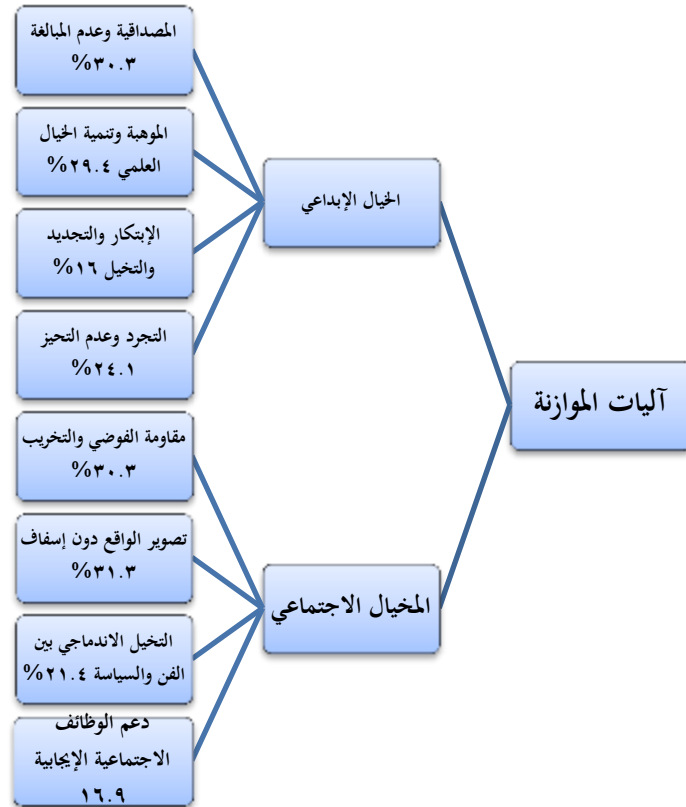 آليات الموازنة
الخيال الإبداعي
المصداقية وعدم المبالغة
%٣٠.٣
الموهبة وتنمية الخيال
العلمي ٢٩.٤%
الإبتكار والتجديد
والتخيل ١٦%
التجرد وعدم التحيز
%٢٤.١
المخيال الاجتماعي
مقاومة الفوضي والتخريب
%٣٠.٣
تصوير الواقع دون إسفاف
%٣١.٣
التخيل الاندماجي بين
الفن والسياسة ٢١.٤%
دعم الوظائف
الاجتماعية الإيجابية
١٦.٩